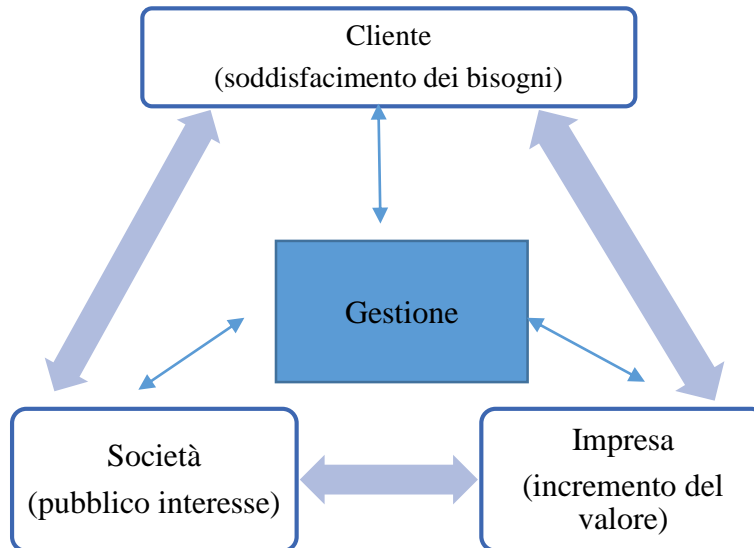 Cliente
(soddisfacimento dei bisogni)
Gestione
Società
(pubblico interesse)
Impresa
(incremento del
valore)